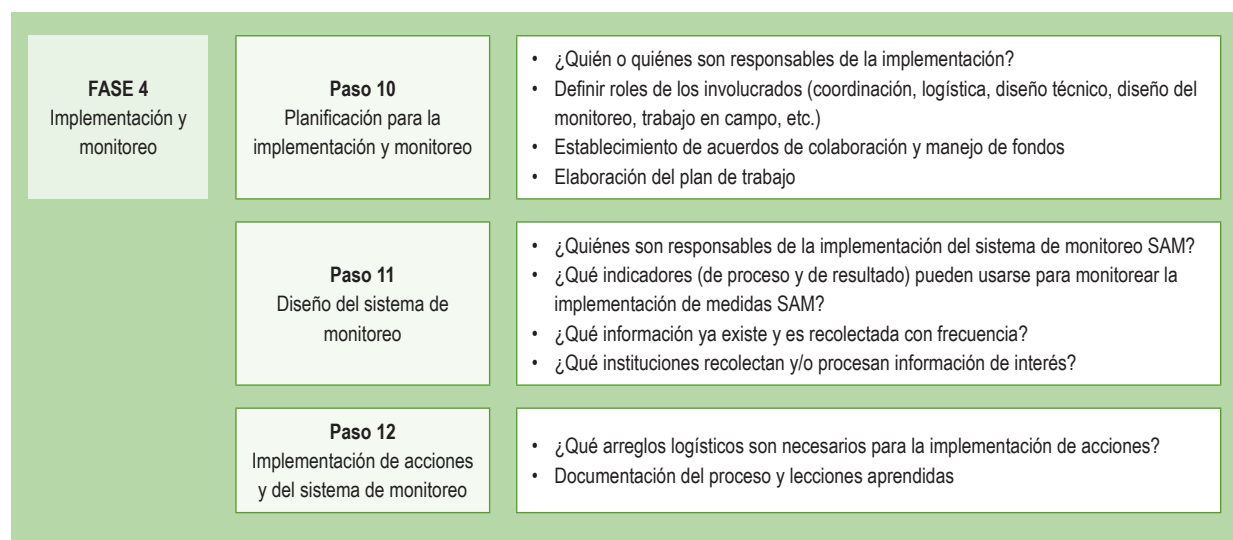 FASE 4
Implementación y
monitoreo
Paso 10
Planificación para la
implementación y monitoreo
• ¿Quién o quiénes son responsables de la implementación?
• Definir roles de los involucrados (coordinación, logística, diseño técnico, diseño del
monitoreo, trabajo en campo, etc.)
• Establecimiento de acuerdos de colaboración y manejo de fondos
• Elaboración del plan de trabajo
Paso 11
Diseño del sistema de
monitoreo
• ¿Quiénes son responsables de la implementación del sistema de monitoreo SAM?
• ¿Qué indicadores (de proceso y de resultado) pueden usarse para monitorear la
implementación de medidas SAM?
• ¿Qué información ya existe y es recolectada con frecuencia?
• ¿Qué instituciones recolectan y/o procesan información de interés?
Paso 12
Implementación de acciones
y del sistema de monitoreo
• ¿Qué arreglos logísticos son necesarios para la implementación de acciones?
• Documentación del proceso y lecciones aprendidas